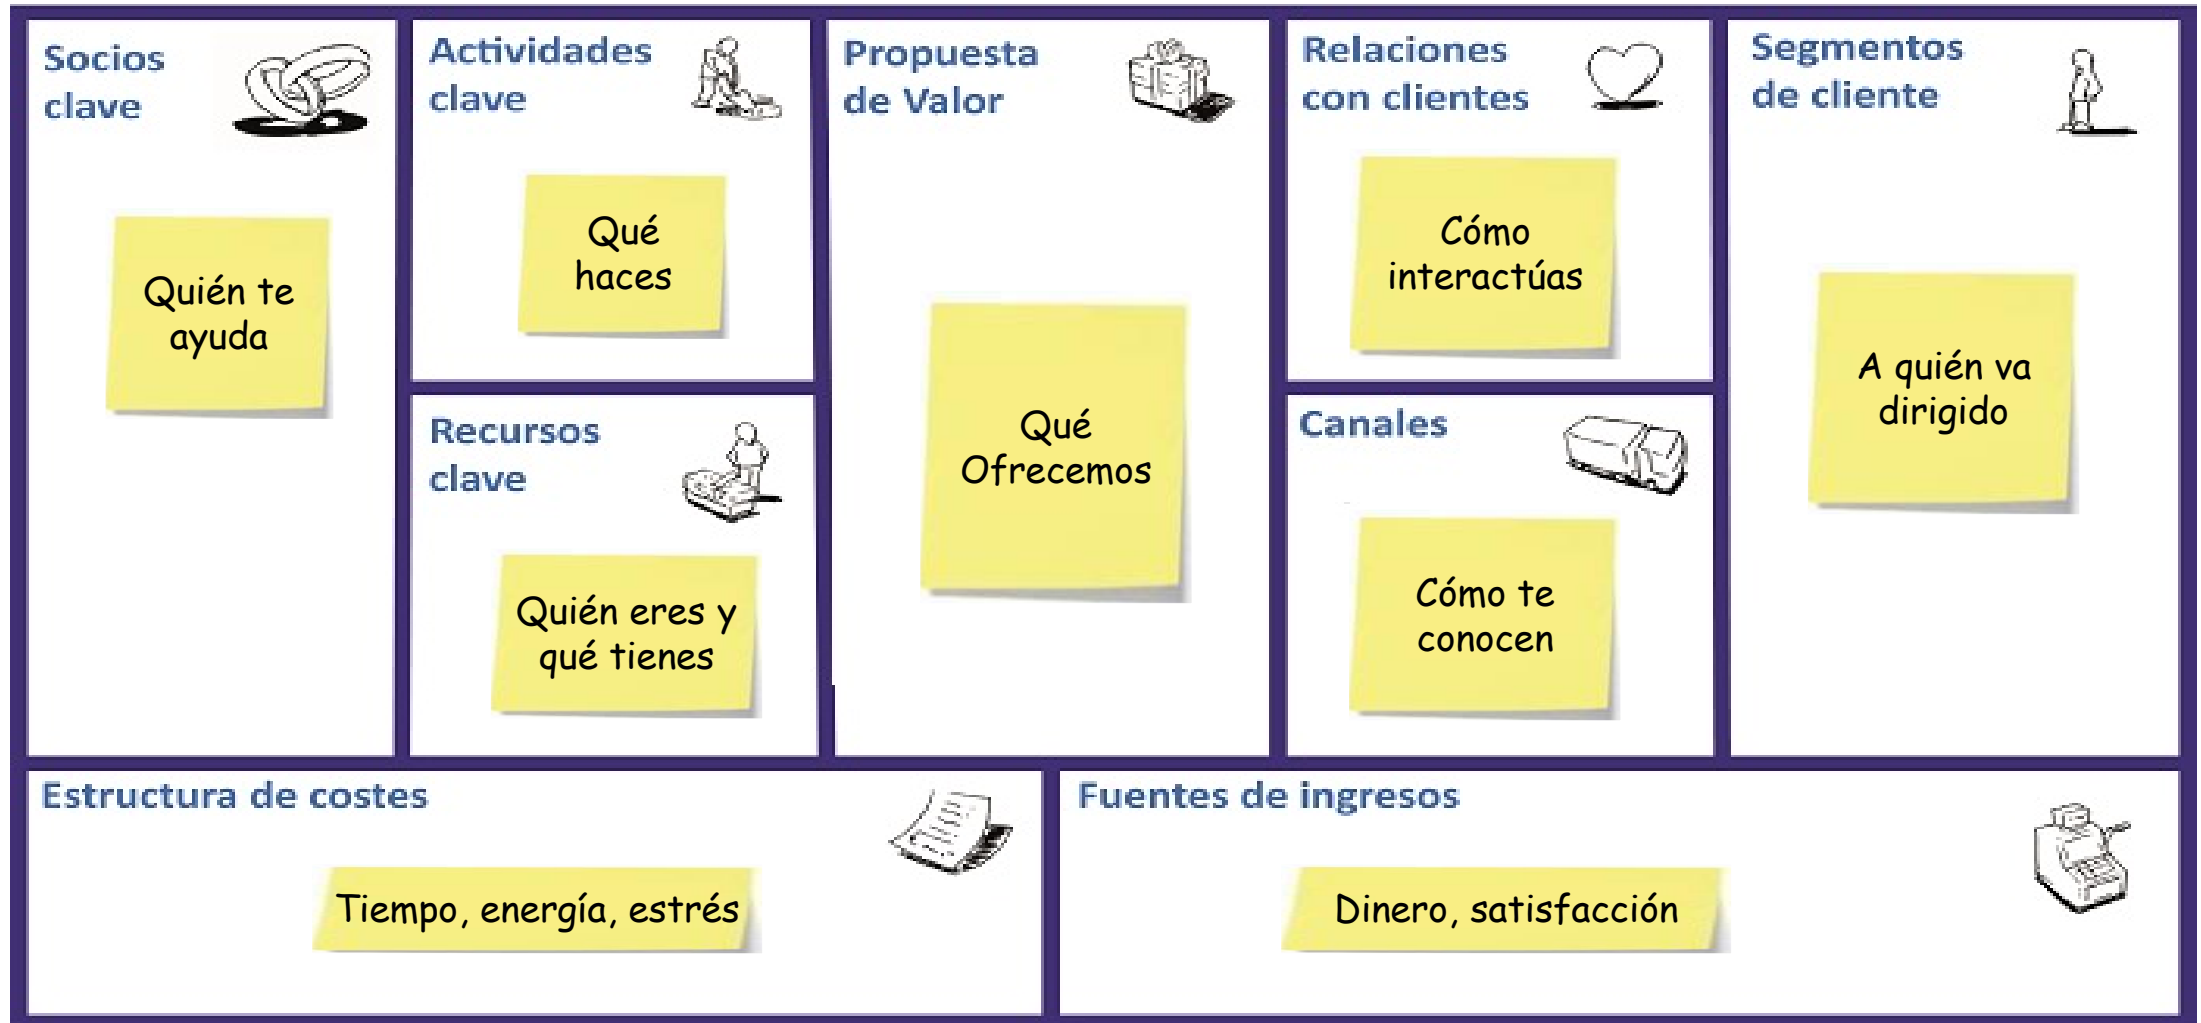 Socios
clave
Quién te
ayuda
Actividades
clave
Qué
haces
Recursos
clave
Quién eres y
qué tienes
Propuesta
de Valor
Qué
Ofrecemos
Relaciones
con clientes
Cómo
interactúas
Canales
Cómo te
conocen
Segmentos
de cliente
A quién va
dirigido
Estructura de costes
Tiempo, energía, estrés
Fuentes de ingresos
Dinero, satisfacción